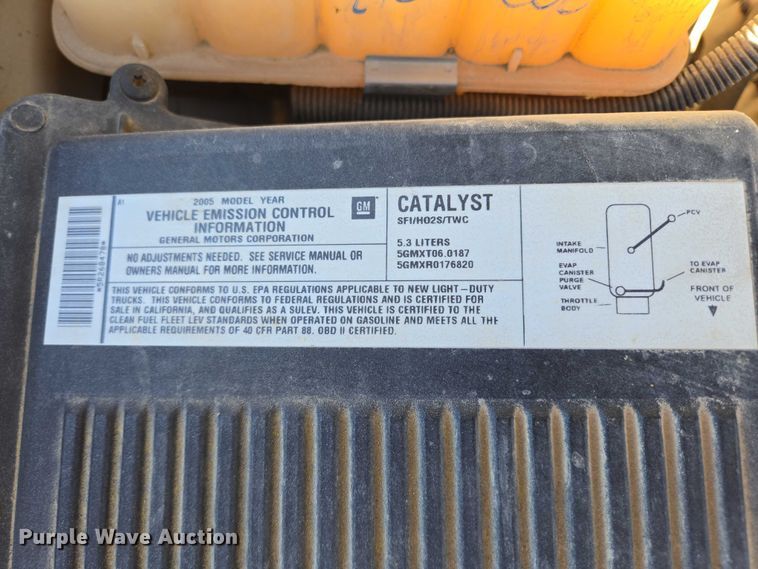 A1
2005 MODEL YEAR
VEHICLE EMISSION CONTROL
INFORMATION
GENERAL MOTORS CORPORATION
GM
NO ADJUSTMENTS NEEDED. SEE SERVICE MANUAL OR
OWNERS MANUAL FOR MORE INFORMATION.
CATALYST
SFI/HO2S/TWC
5.3 LITERS
5GMXT06.0187
5GMXR0176820
THIS VEHICLE CONFORMS TO U.S. EPA REGULATIONS APPLICABLE TO NEW LIGHT-DUTY
TRUCKS. THIS VEHICLE CONFORMS TO FEDERAL REGULATIONS AND IS CERTIFIED FOR
SALE IN CALIFORNIA, AND QUALIFIES AS A SULEV. THIS VEHICLE IS CERTIFIED TO THE
CLEAN FUEL FLEET LEV STANDARDS WHEN OPERATED ON GASOLINE AND MEETS ALL THE
APPLICABLE REQUIREMENTS OF 40 CFR PART 88. OBD II CERTIFIED.
PCV
INTAKE
MANIFOLD
EVAP
CANISTER
PURGE
VALVE
THROTTLE
BODY
TO EVAP
CANISTER
FRONT OF
VEHICLE
Purple Wave Auction